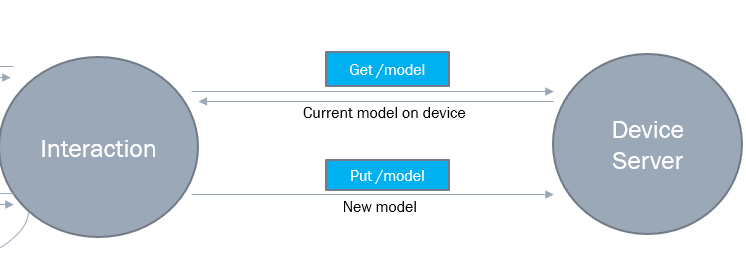 Get /model
Current model on device
Interaction
Device
Server
Put /model
New model